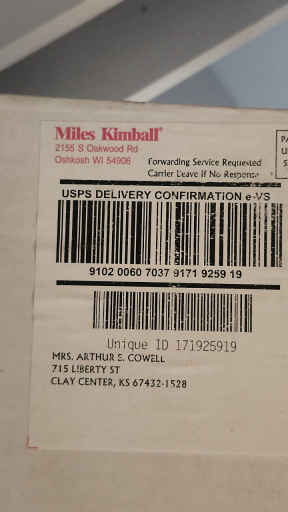 Miles Kimball®
2155 S Oakwood Rd
Oshkosh WI 54906
Forwarding Service Requested
Carrier Leave if No Response
USPS DELIVERY CONFIRMATION e-VS
9102 0060 7037 9171 9259 19
Unique ID 171925919
MRS. ARTHUR E. COWELL
715 LIBERTY ST
CLAY CENTER, KS 67432-1528